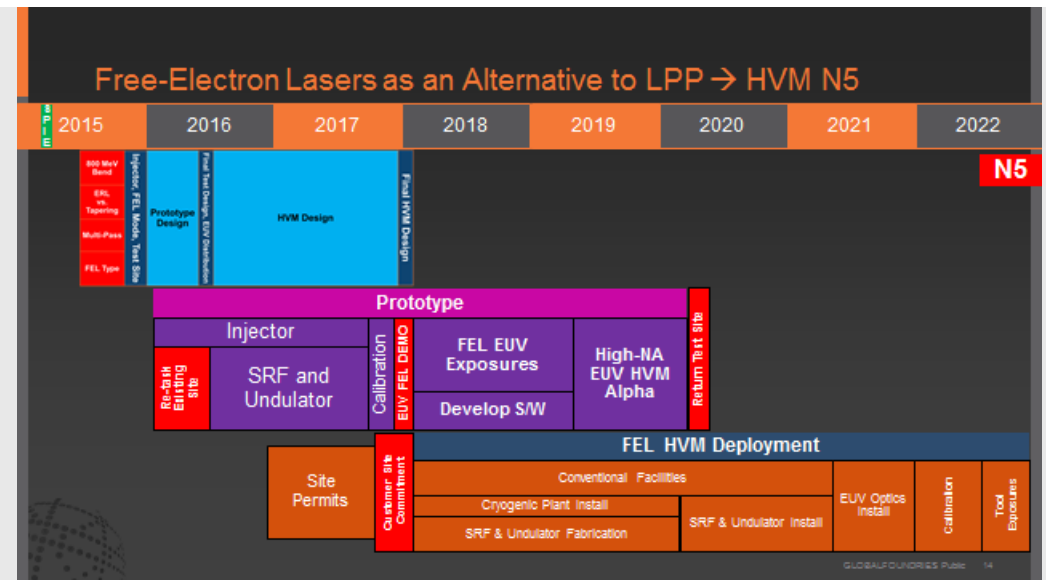 Free-Electron Lasers as an Alternative to LPP → HVM N5
SPIE
2015
2016
2017
2018
2019
2020
2021
2022
N5
800 MeV
Bend
ERL
vs.
Tapering
Multi-Pass
FEL Type
Injector, FEL Mode, Test Site
Prototype
Design
Final Test Design, EUV Distribution
HVM Design
Final HVM Design
Prototype
Injector
Re-task
Existing
Site
SRF and
Undulator
Calibration
EUV FEL DEMO
FEL EUV
Exposures
Develop S/W
High-NA
EUV HVM
Alpha
Return Test Site
FEL HVM Deployment
Site
Permits
Customer Site
Commitment
Conventional Facilities
Cryogenic Plant Install
SRF & Undulator Fabrication
SRF & Undulator Install
EUV Optics
Install
Calibration
Tool
Exposures
GLOBALFOUNDRIES Public 14